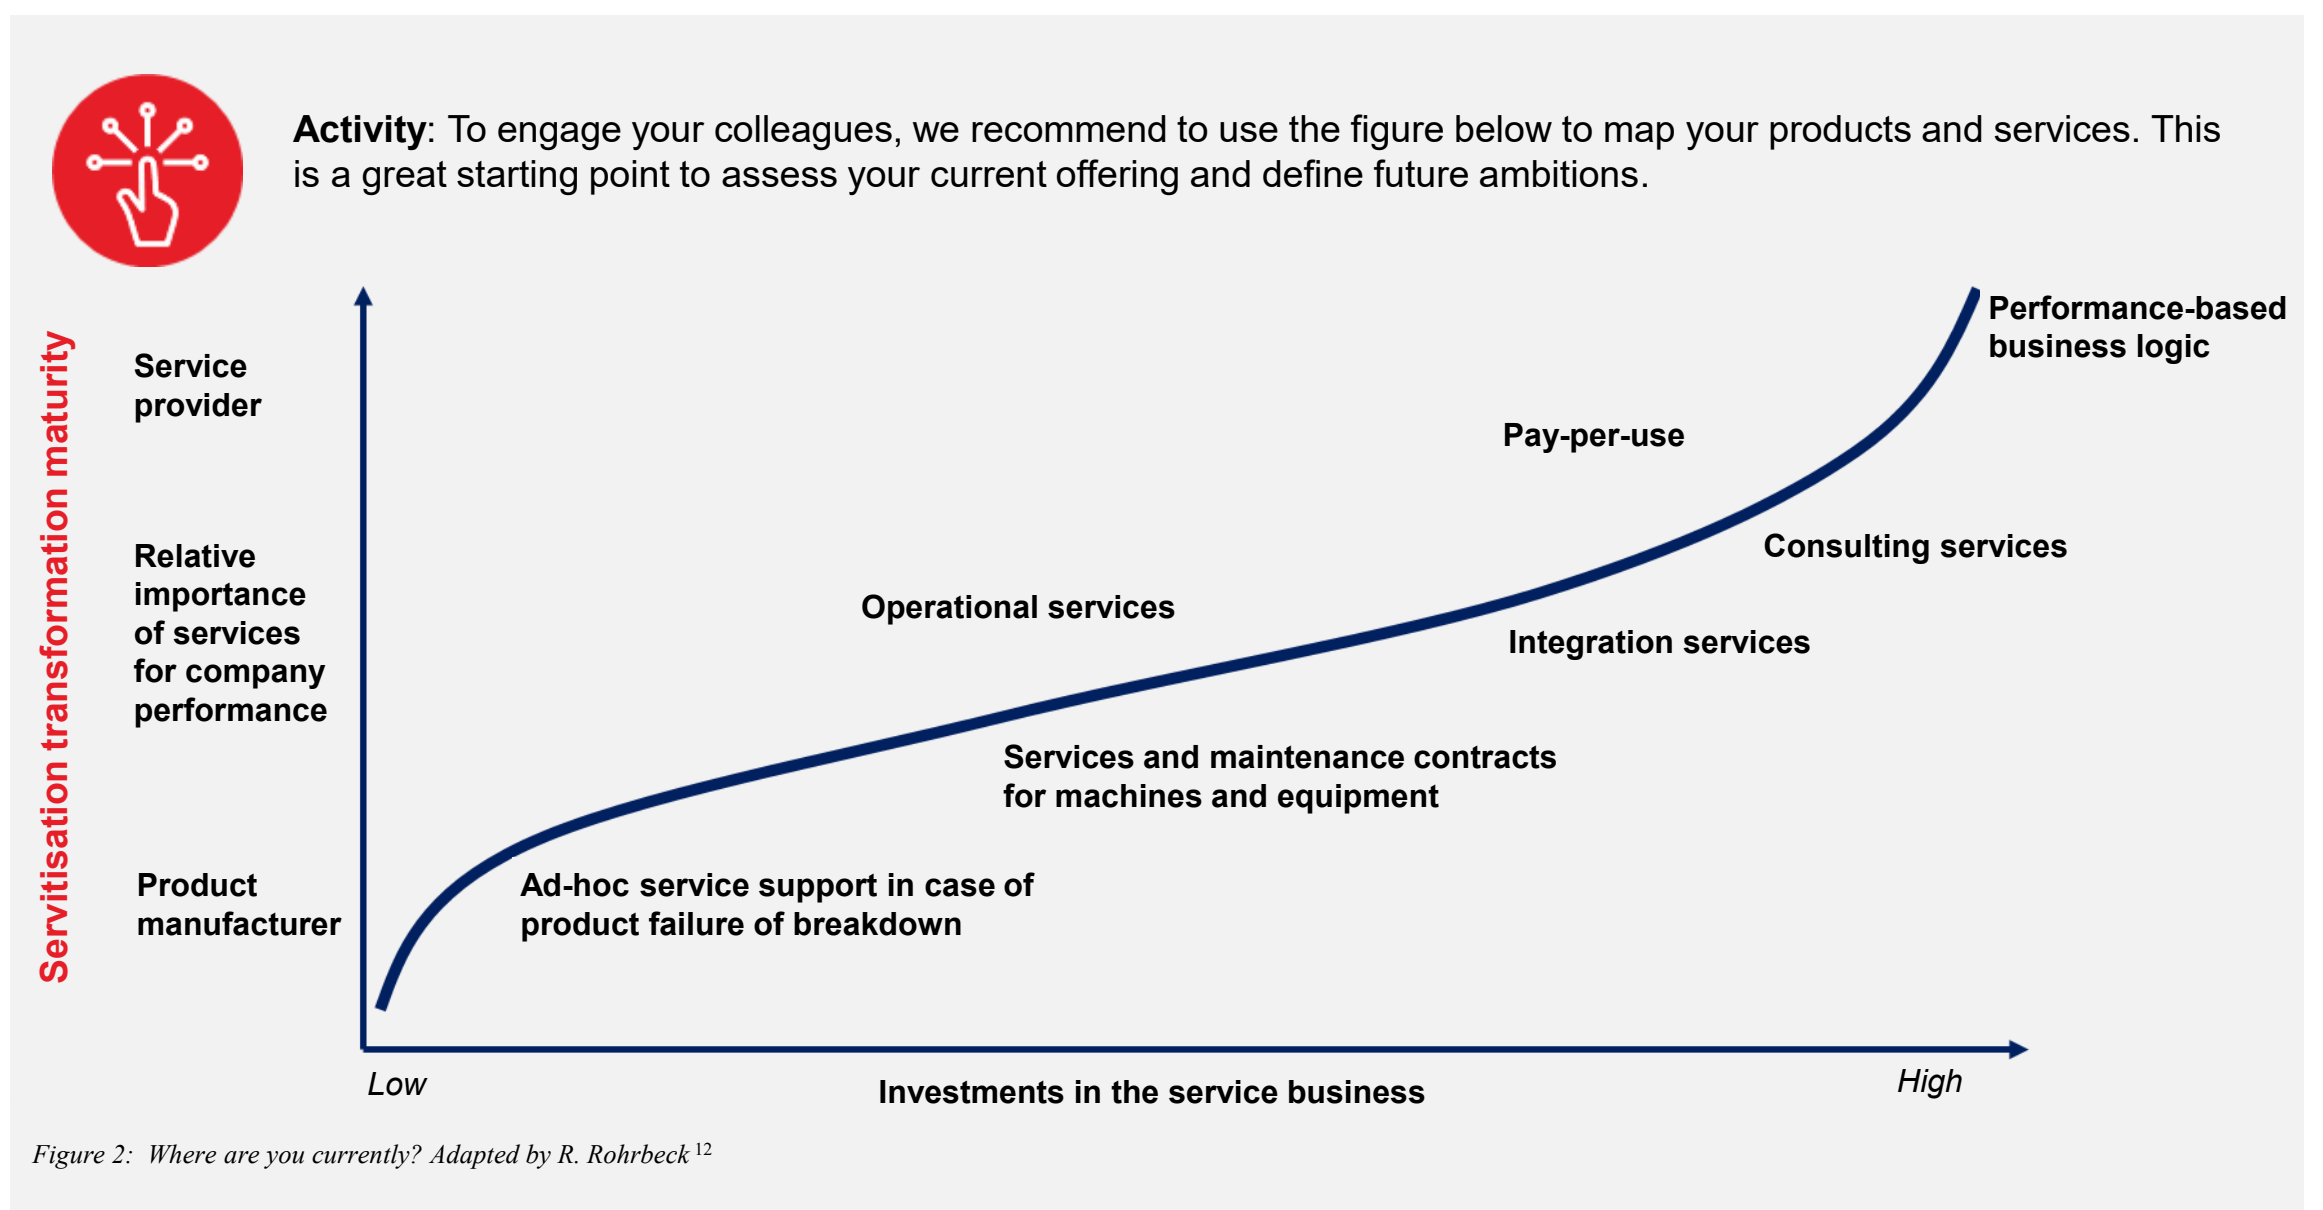 Activity: To engage your colleagues, we recommend to use the figure below to map your products and services. This
is a great starting point to assess your current offering and define future ambitions.
Servitisation transformation maturity
Service
provider
Relative
importance
of services
for company
performance
Product
manufacturer
Performance-based
business logic
Pay-per-use
Consulting services
Operational services
Integration services
Services and maintenance contracts
for machines and equipment
Ad-hoc service support in case of
product failure of breakdown
Low
Investments in the service business
High
Figure 2: Where are you currently? Adapted by R. Rohrbeck 12